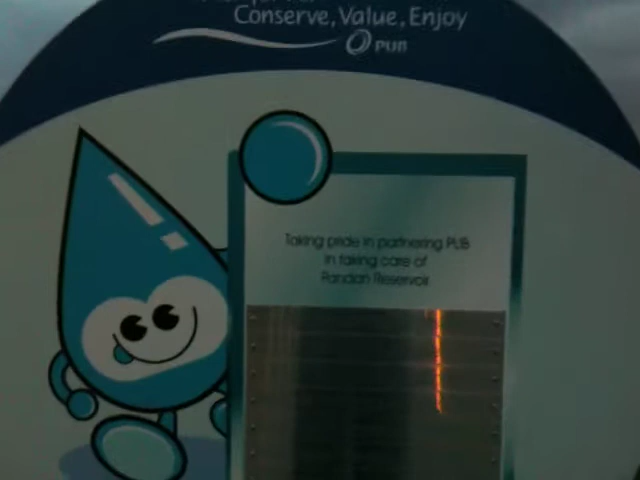 Conserve, Value, Enjoy
PUB
Taking pride in partnering PUB
in taking care of
Pandan Reservoir